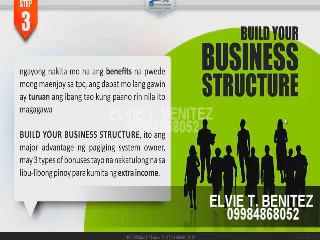 STEP
3
BUILD YOUR
BUSINESS
STRUCTURE
ngayong nakita mo na ang benefits na pwede
mong maenjoy sa tpc, ang dapat mo lang gawin
ay turuan ang ibang tao kung paano rin nila ito
magagawa
ELVIE T. BENITEZ
09984868052
BUILD YOUR BUSINESS STRUCTURE, ito ang
major advantage ng pagiging system owner,
may 3 types of bonuses tayo na nakatulong na sa
libu-libong pinoy para kumita ng extra income.
ELVIE T. BENITEZ
09984868052